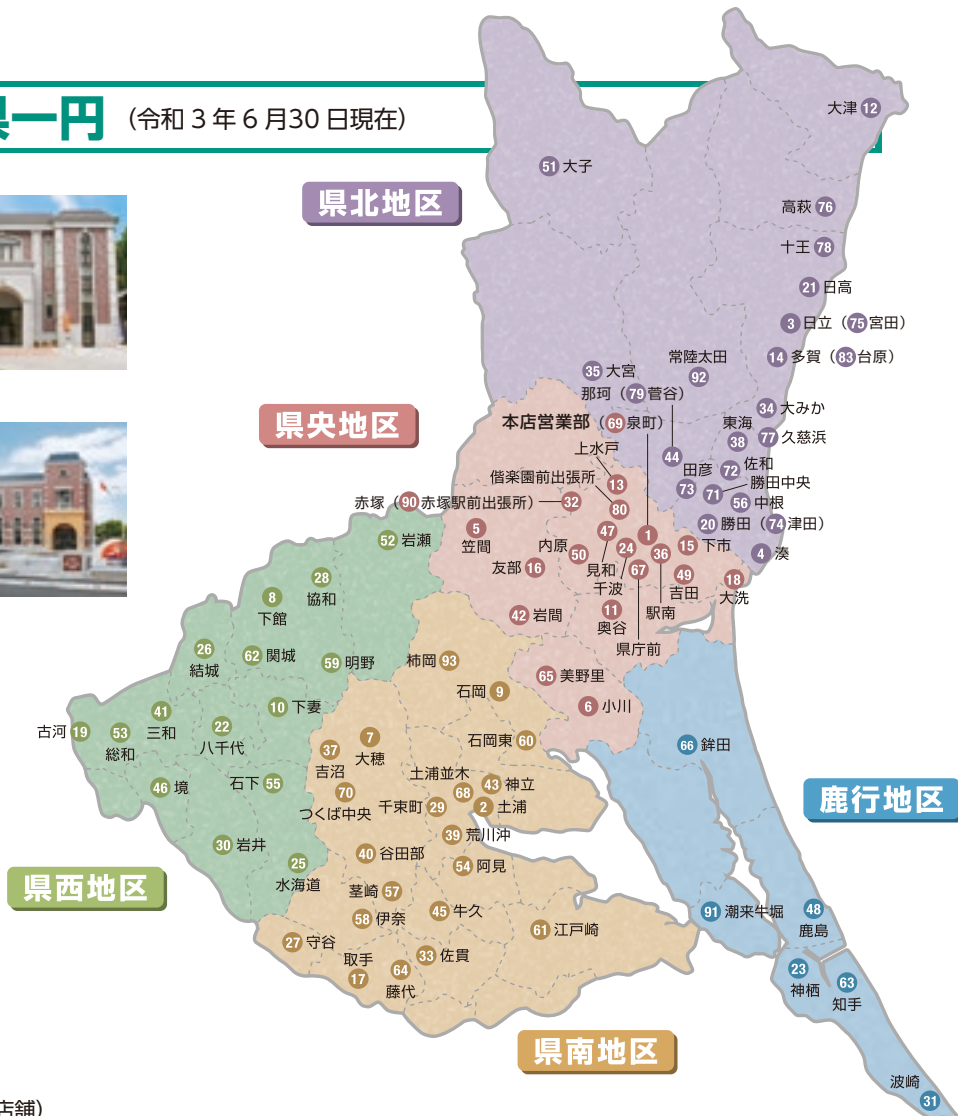 県一円 （令和 3 年 6 月30 日現在）
県北地区
大津 12
51 大子
高萩 76
十王 78
21 日高
3 日立（75 宮田）
14 多賀（83 台原）
常陸太田
92
35 大宮
那珂（79 菅谷）
44
34 大みか
東海
38
77 久慈浜
田彦
73
72 佐和
71 勝田中央
56 中根
20 勝田（74 津田）
4 湊
県央地区
本店営業部（69 泉町）
1
上水戸
13
偕楽園前出張所
80
赤塚（90 赤塚駅前出張所）
32
5
笠間
内原
50
友部 16
47
見和
24
千波
67
県庁前
36
駅南
15 下市
49
吉田
18
大洗
42 岩間
11
奥谷
65 美野里
6 小川
52 岩瀬
28
協和
8
下館
26
結城
62 関城
59 明野
10 下妻
古河 19
53
総和
41
三和
22
八千代
46 境
石下 55
30 岩井
25
水海道
県西地区
柿岡 93
石岡 9
石岡東 60
7
大穂
37
吉沼
70
つくば中央
土浦並木
68
43 神立
千束町 29
2 土浦
39 荒川沖
40 谷田部
54 阿見
茎崎 57
58 伊奈
45 牛久
61 江戸崎
27 守谷
取手
17
33 佐貫
64
藤代
県南地区
66 鉾田
鹿行地区
91 潮来牛堀
48
鹿島
23
神栖
63
知手
波崎
31
店舗）